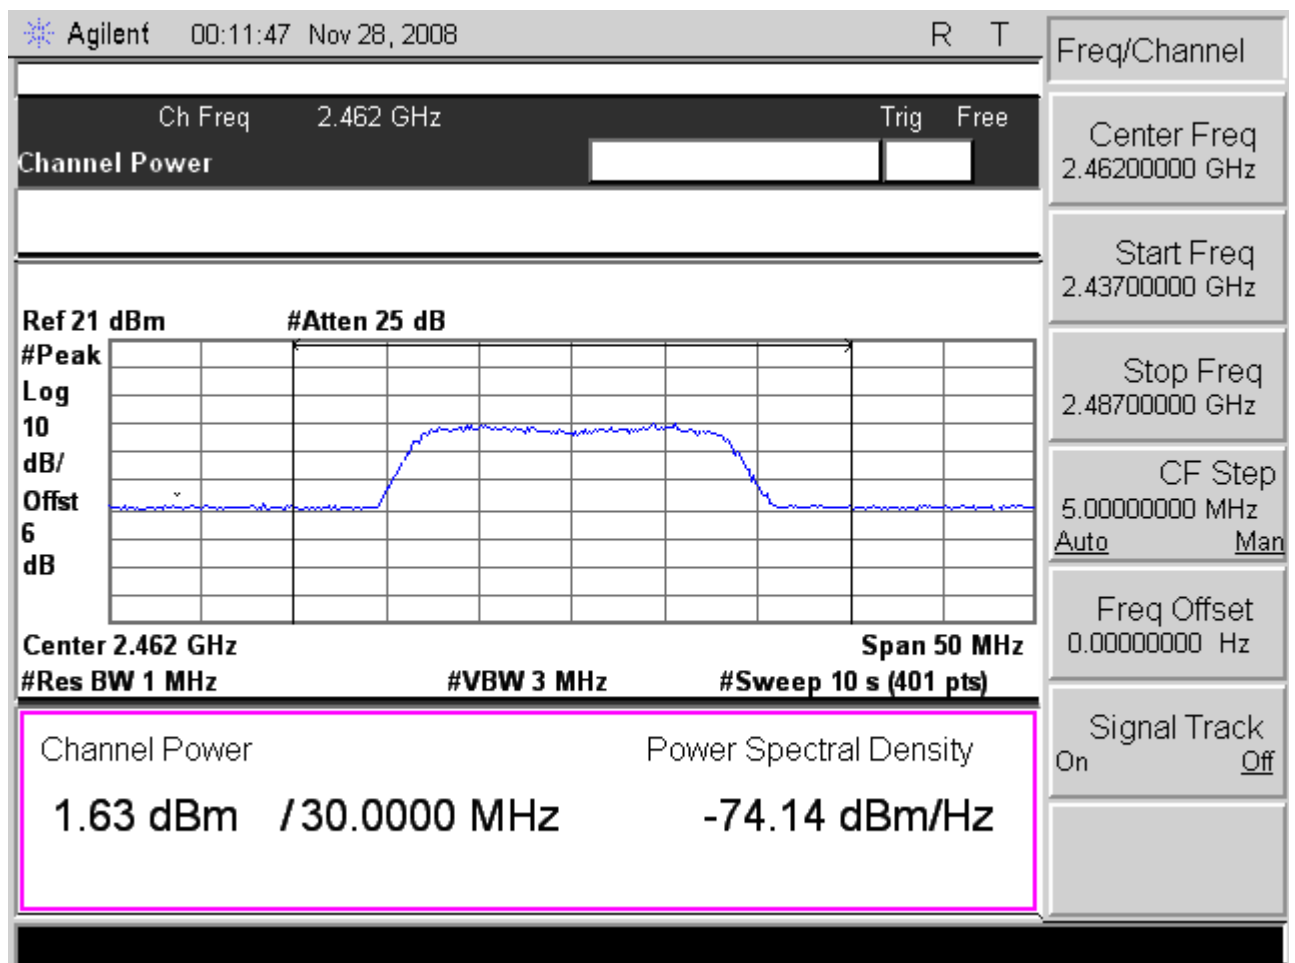 Agilent 00:11:47 Nov 28, 2008 R T
Freq/Channel
Ch Freq 2.462 GHz Trig Free
Channel Power
Center Freq
2.46200000 GHz
Start Freq
2.43700000 GHz
Stop Freq
2.48700000 GHz
CF Step
5.00000000 MHz
Auto Man
Freq Offset
0.00000000 Hz
Signal Track
On Off
Ref 21 dBm #Atten 25 dB
#Peak
Log
10
dB/
Offst
6
dB
Center 2.462 GHz Span 50 MHz
#Res BW 1 MHz #VBW 3 MHz #Sweep 10 s (401 pts)
Channel Power Power Spectral Density
1.63 dBm / 30.0000 MHz -74.14 dBm/Hz